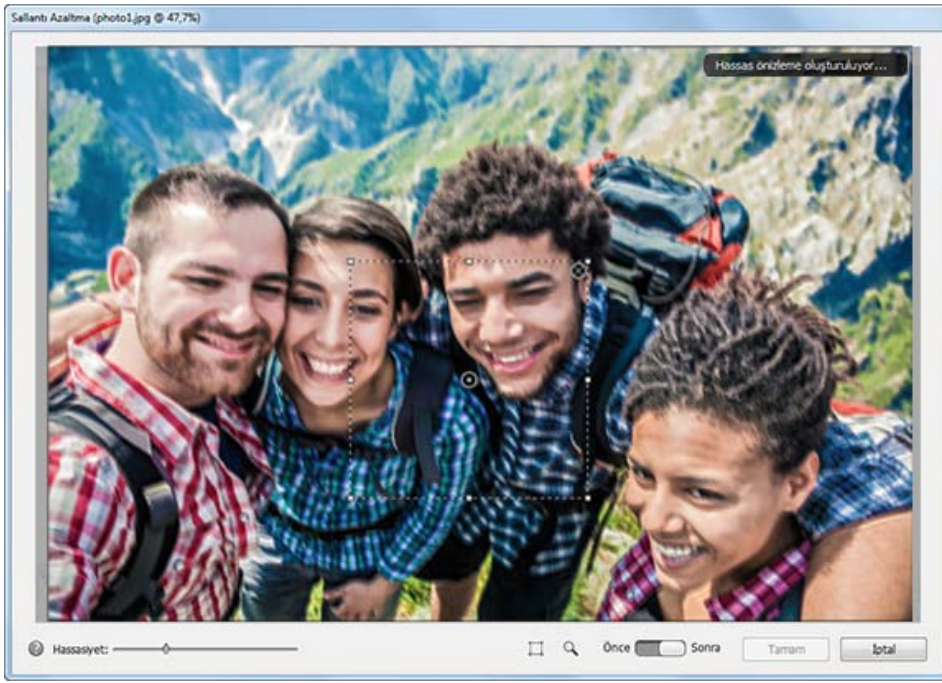 Sallantı Azaltma (photo1.jpg @ 47,7%)
Hassas önizleme oluşturuluyor...
Hassasiyet:
Önce
Sonra
Tamam
İptal